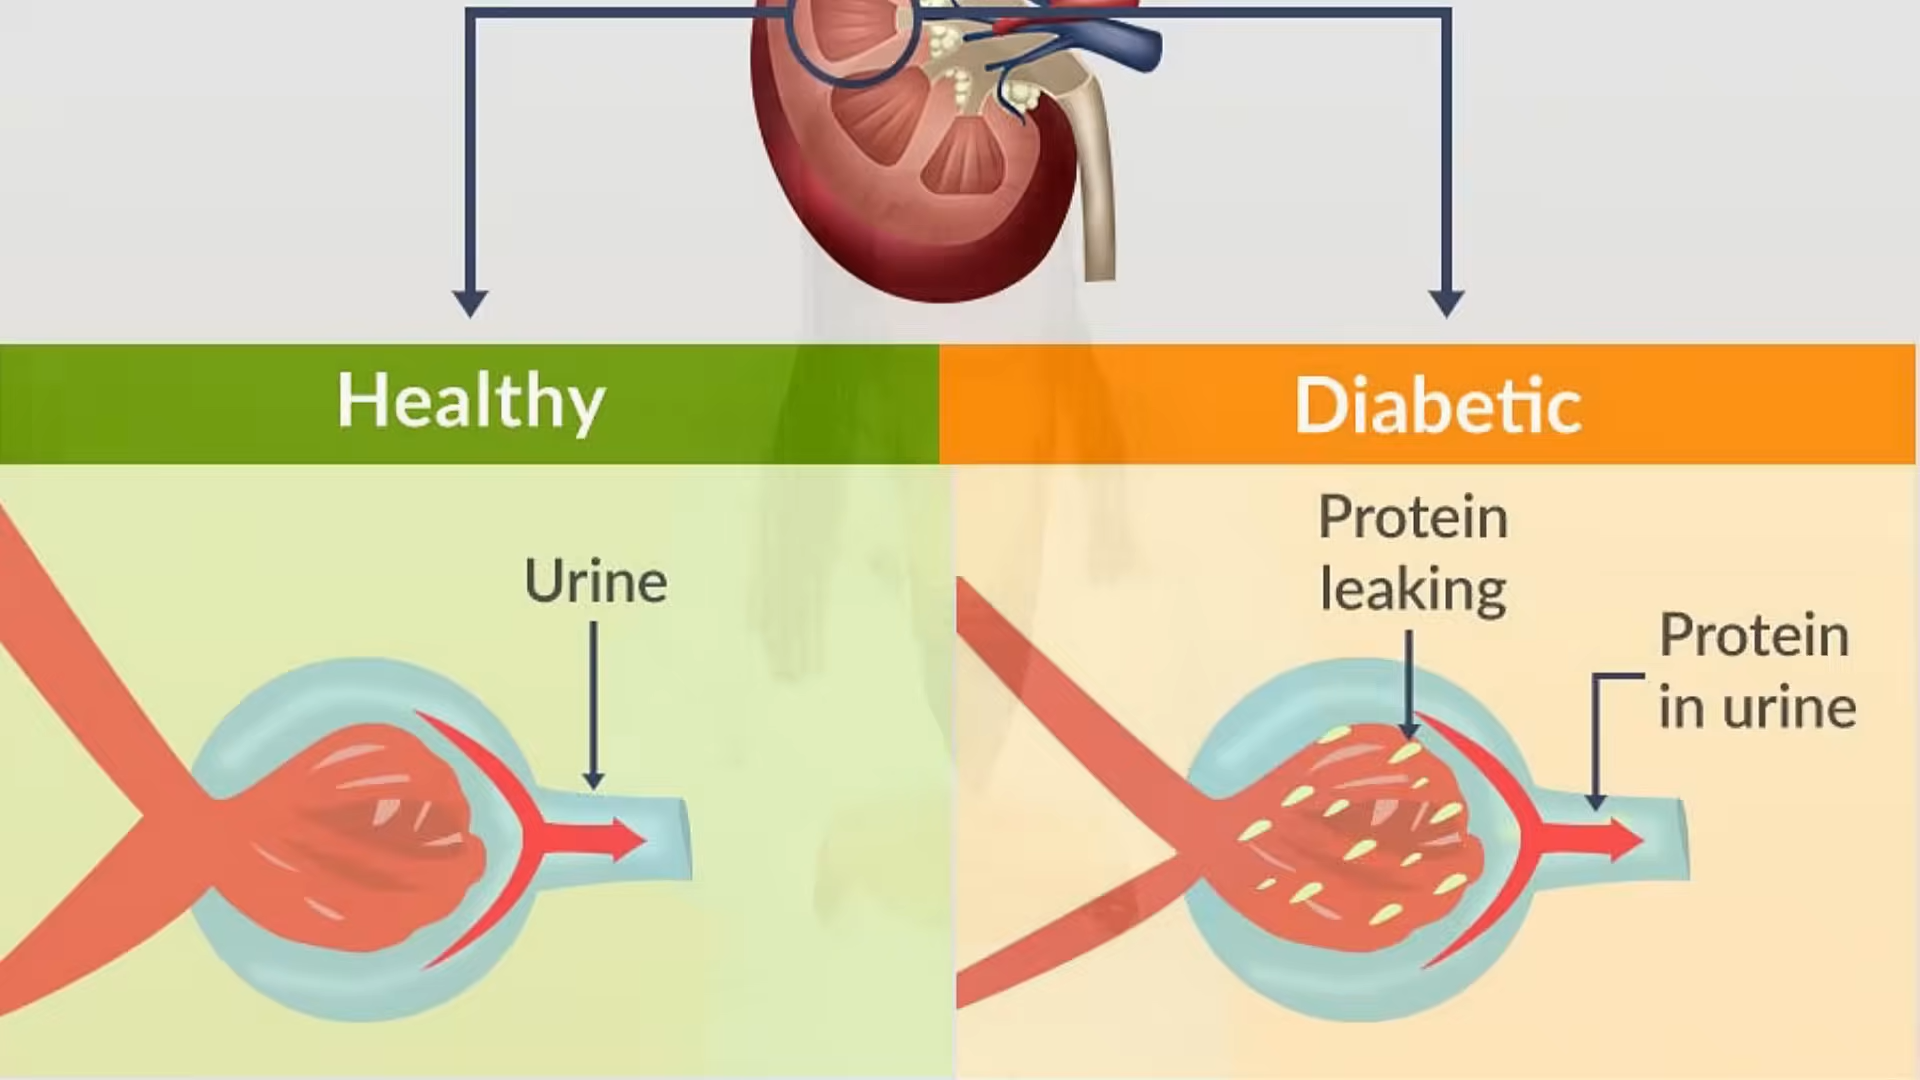 Healthy
Diabetic
Urine
Protein
leaking
Protein
in urine